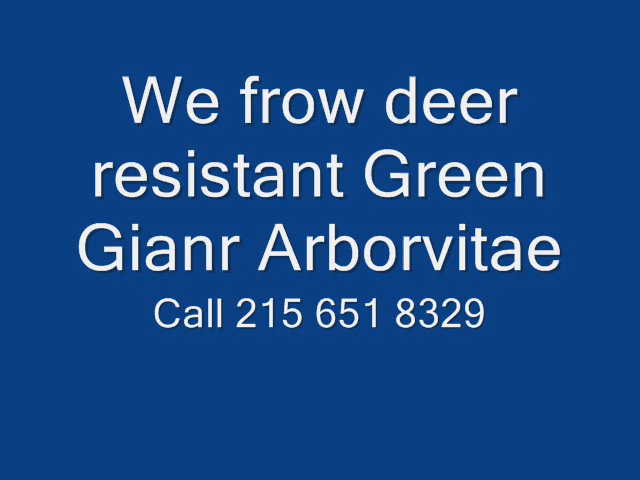 We frow deer
resistant Green
Gianr Arborvitae
Call 215 651 8329